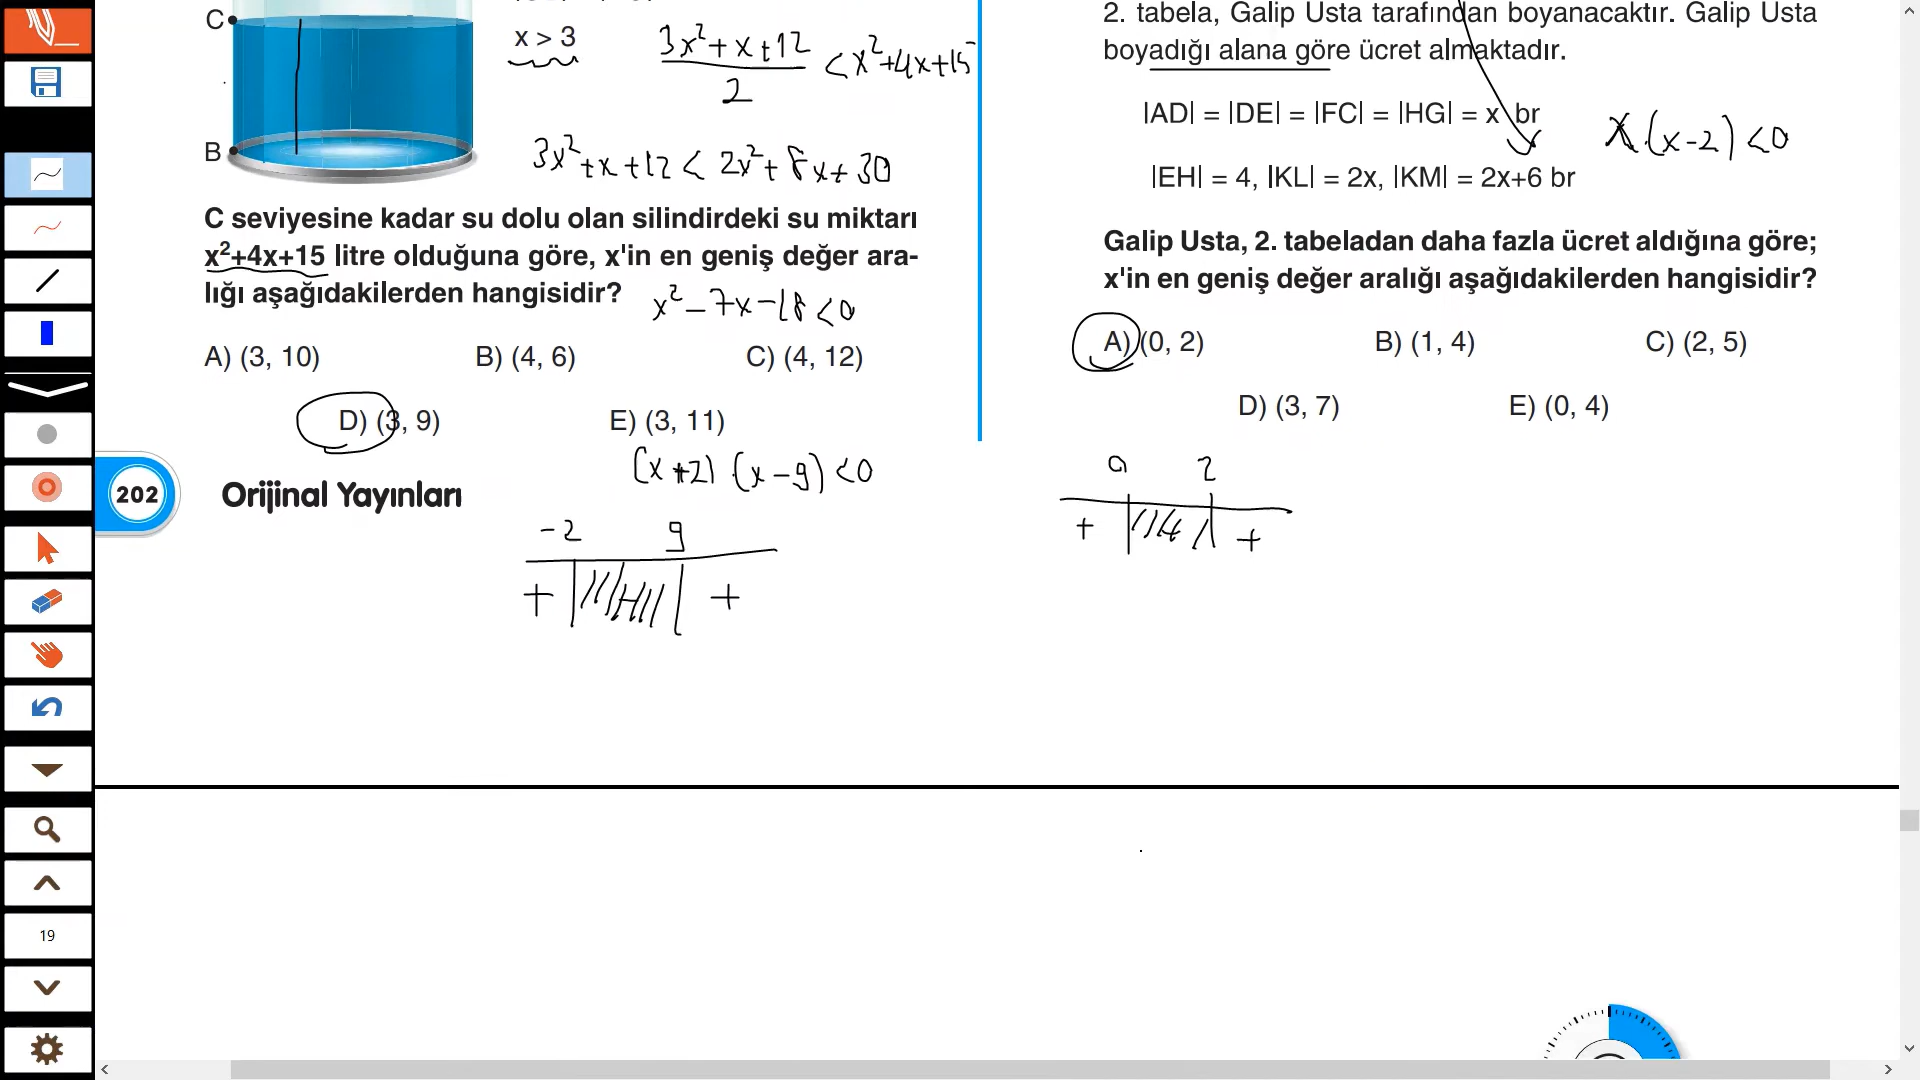 C
B
x > 3
3x²+x+12
2
<x²+4x+15
3x²+x+12 < 2x²+8x+30
C seviyesine kadar su dolu olan silindirdeki su miktarı
x²+4x+15 litre olduğuna göre, x'in en geniş değer ara-
lığı aşağıdakilerden hangisidir?
x²-7x-18<0
A) (3, 10) B) (4, 6) C) (4, 12)
D) (3, 9) E) (3, 11)
(x+2) (x-9)<0
-2 9
+ +
202 Orijinal Yayınları
2. tabela, Galip Usta tarafından boyanacaktır. Galip Usta
boyadığı alana göre ücret almaktadır.
|AD| = |DE| = |FC| = |HG| = x br
x.(x-2)<0
|EH| = 4, |KL| = 2x, |KM| = 2x+6 br
Galip Usta, 2. tabeladan daha fazla ücret aldığına göre;
x'in en geniş değer aralığı aşağıdakilerden hangisidir?
A) (0, 2) B) (1, 4) C) (2, 5)
D) (3, 7) E) (0, 4)
0 2
+ +
19